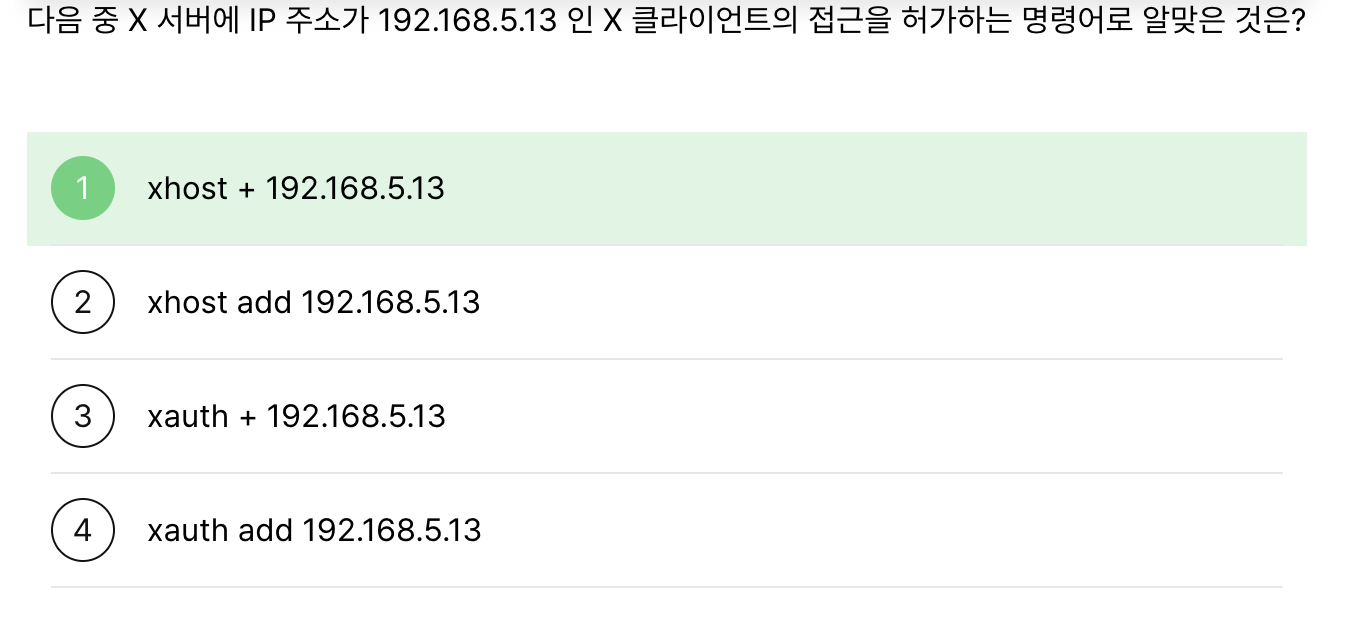 다음 중 X 서버에 IP 주소가 192.168.5.13 인 X 클라이언트의 접근을 허가하는 명령어로 알맞은 것은?
1 xhost + 192.168.5.13
2 xhost add 192.168.5.13
3 xauth + 192.168.5.13
4 xauth add 192.168.5.13